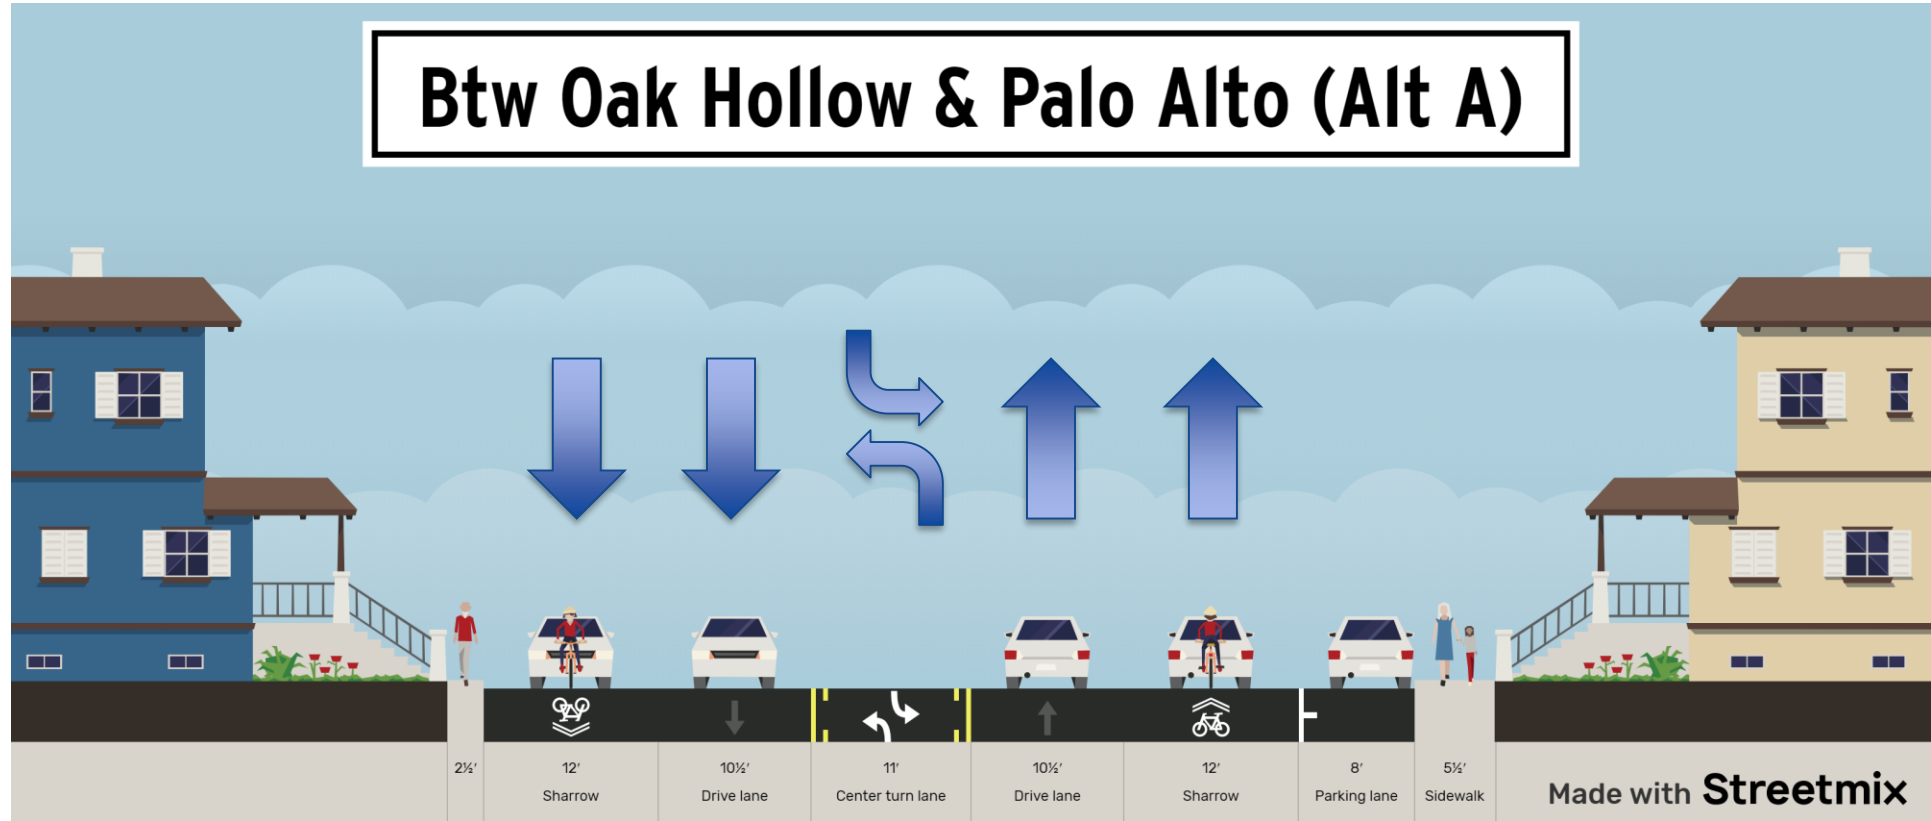 Btw Oak Hollow & Palo Alto (Alt A)
2½′
12′
Sharrow
10½′
Drive lane
11′
Center turn lane
10½′
Drive lane
12′
Sharrow
8′
Parking lane
5½′
Sidewalk
Made with Streetmix